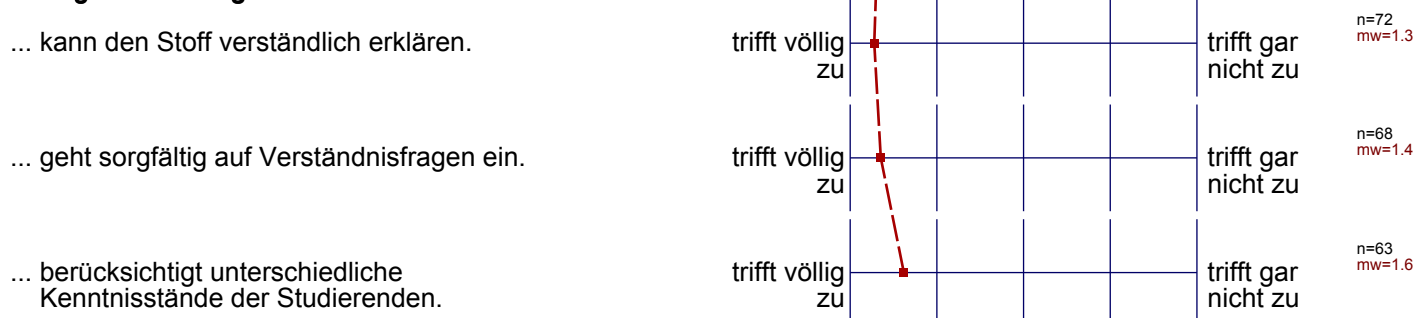 ... kann den Stoff verständlich erklären.
trifft völlig
zu
trifft gar
nicht zu
n=72
mw=1.3
... geht sorgfältig auf Verständnisfragen ein.
trifft völlig
zu
trifft gar
nicht zu
n=68
mw=1.4
... berücksichtigt unterschiedliche
Kenntnisstände der Studierenden.
trifft völlig
zu
trifft gar
nicht zu
n=63
mw=1.6